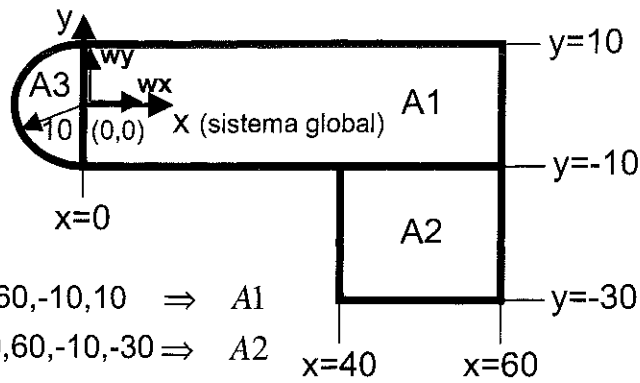 y
y=10
wy
A3
wx
A1
10 (0,0)
x (sistema global)
y=-10
x=0
A2
60,-10,10 ⇒ A1
y=-30
,60,-10,-30 ⇒ A2
x=40 x=60